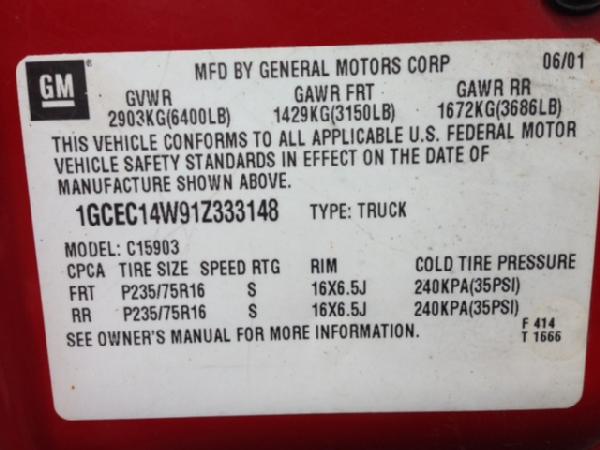 GM
MFD BY GENERAL MOTORS CORP 06/01
GVWR GAWR FRT GAWR RR
2903KG(6400LB) 1429KG(3150LB) 1672KG(3686LB)
THIS VEHICLE CONFORMS TO ALL APPLICABLE U.S. FEDERAL MOTOR
VEHICLE SAFETY STANDARDS IN EFFECT ON THE DATE OF
MANUFACTURE SHOWN ABOVE.
1GCEC14W91Z333148 TYPE: TRUCK
MODEL: C15903
CPCA TIRE SIZE SPEED RTG RIM COLD TIRE PRESSURE
FRT P235/75R16 S 16X6.5J 240KPA(35PSI)
RR P235/75R16 S 16X6.5J 240KPA(35PSI)
SEE OWNER'S MANUAL FOR MORE INFORMATION.
F 414
T 1666